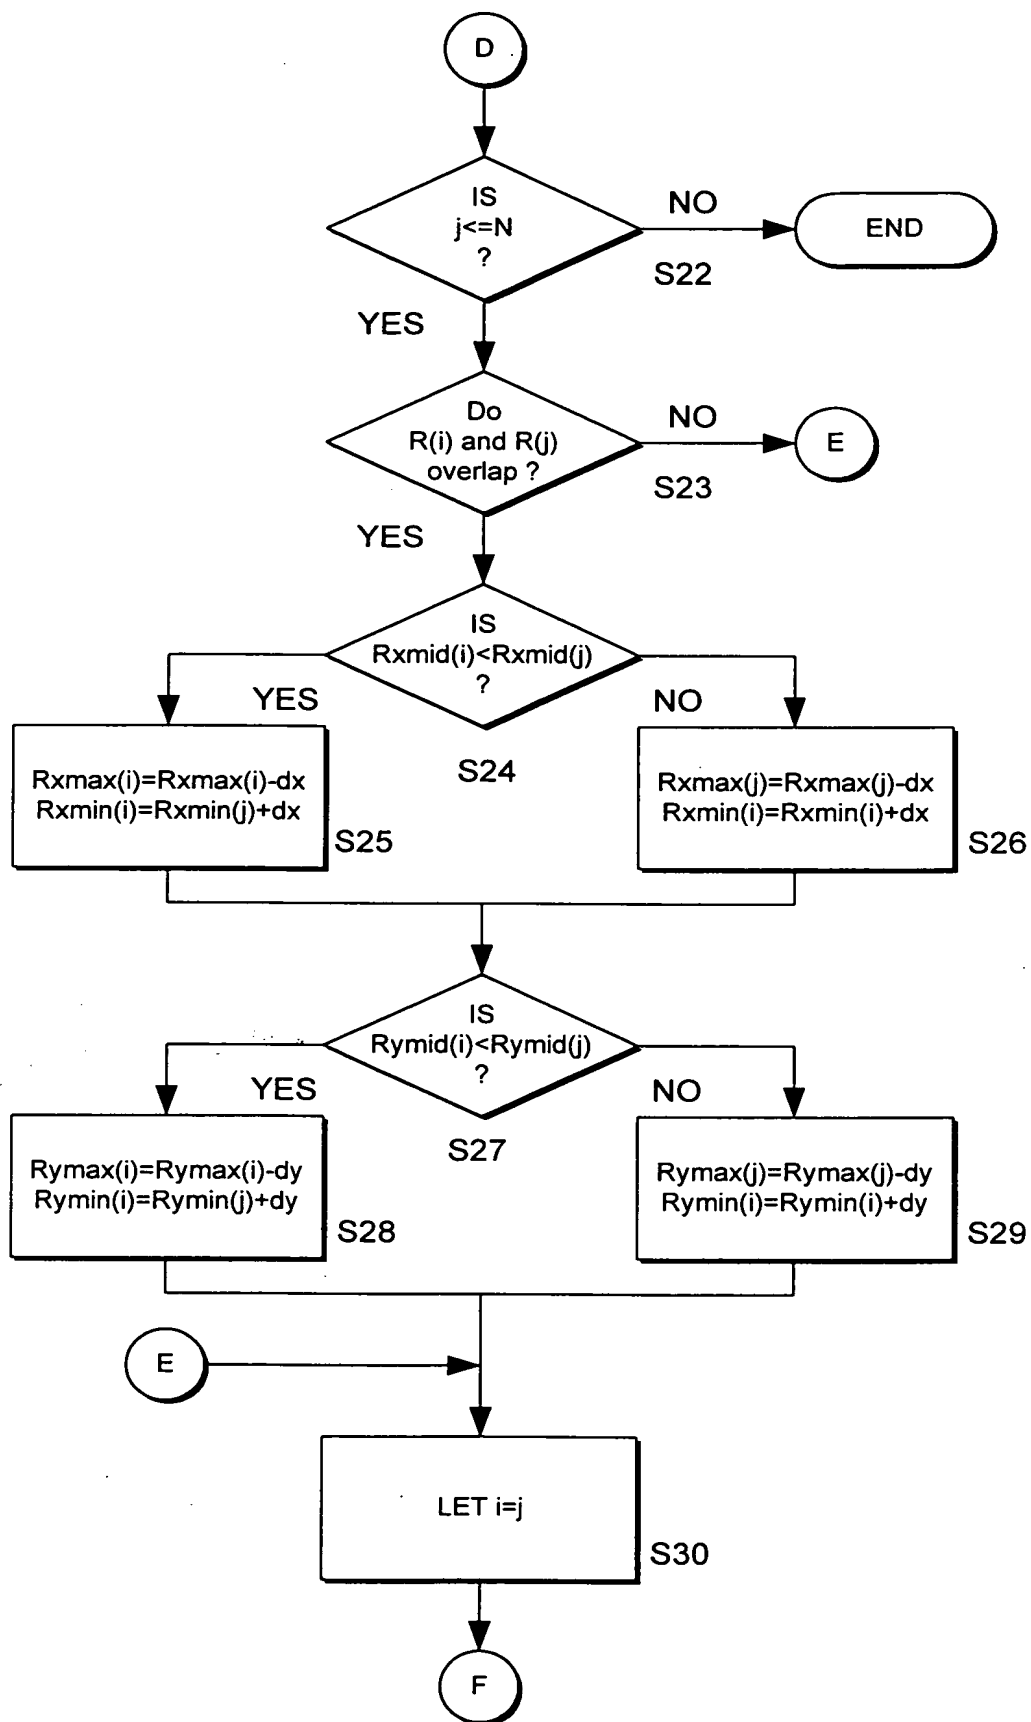 D
IS
j<=N
?
NO
END
S22
YES
Do
R(i) and R(j)
overlap ?
NO
E
S23
YES
IS
Rxmid(i)<Rxmid(j)
?
YES
NO
S24
Rxmax(i)=Rxmax(i)-dx
Rxmin(i)=Rxmin(j)+dx
S25
Rxmax(j)=Rxmax(j)-dx
Rxmin(i)=Rxmin(i)+dx
S26
IS
Rymid(i)<Rymid(j)
?
YES
NO
S27
Rymax(i)=Rymax(i)-dy
Rymin(i)=Rymin(j)+dy
S28
Rymax(j)=Rymax(j)-dy
Rymin(i)=Rymin(i)+dy
S29
E
LET i=j
S30
F